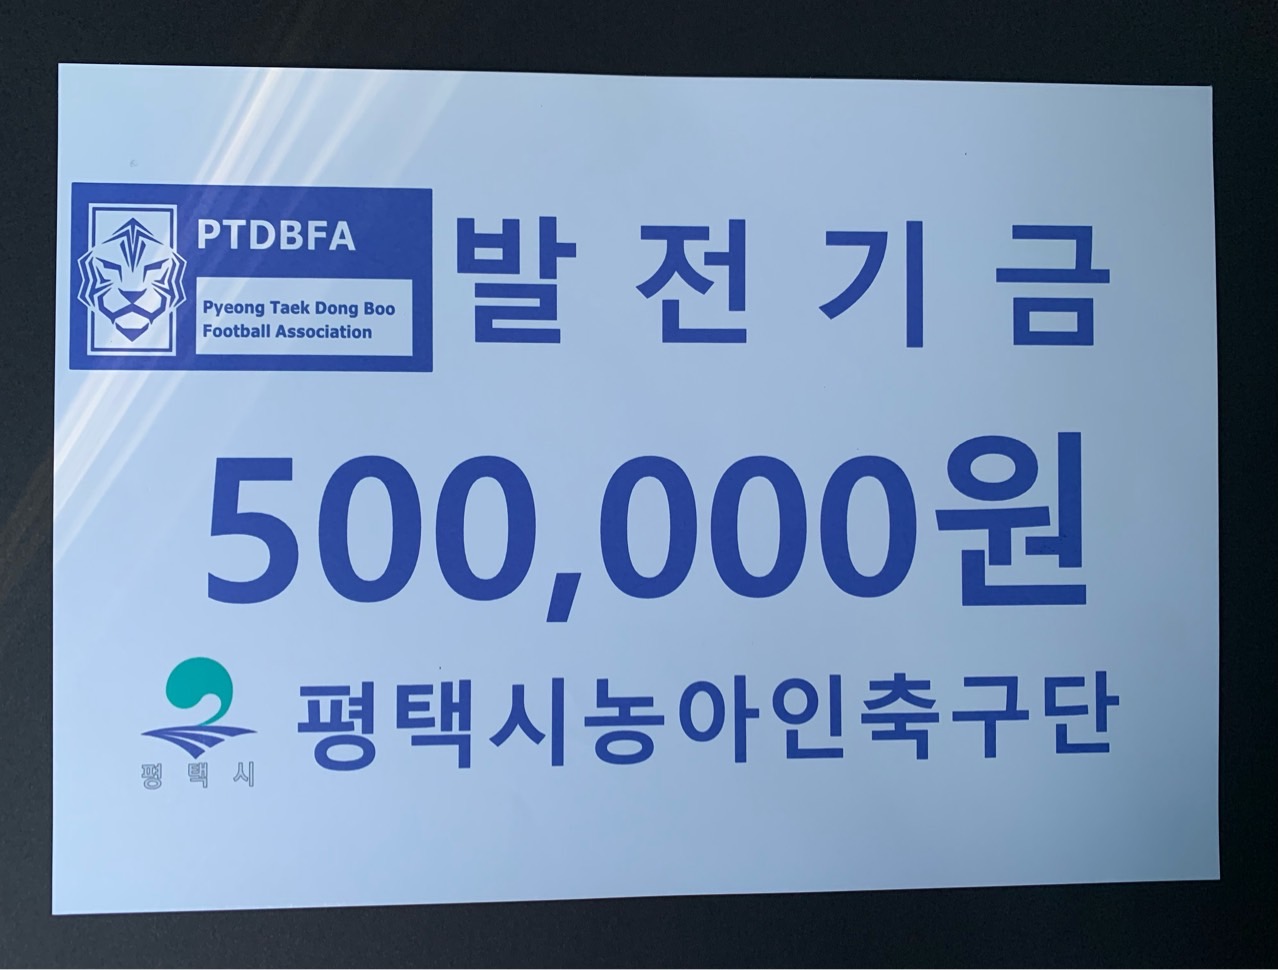 PTDBFA
Pyeong Taek Dong Boo
Football Association
발전기금
500,000원
평택시
평택시농아인축구단